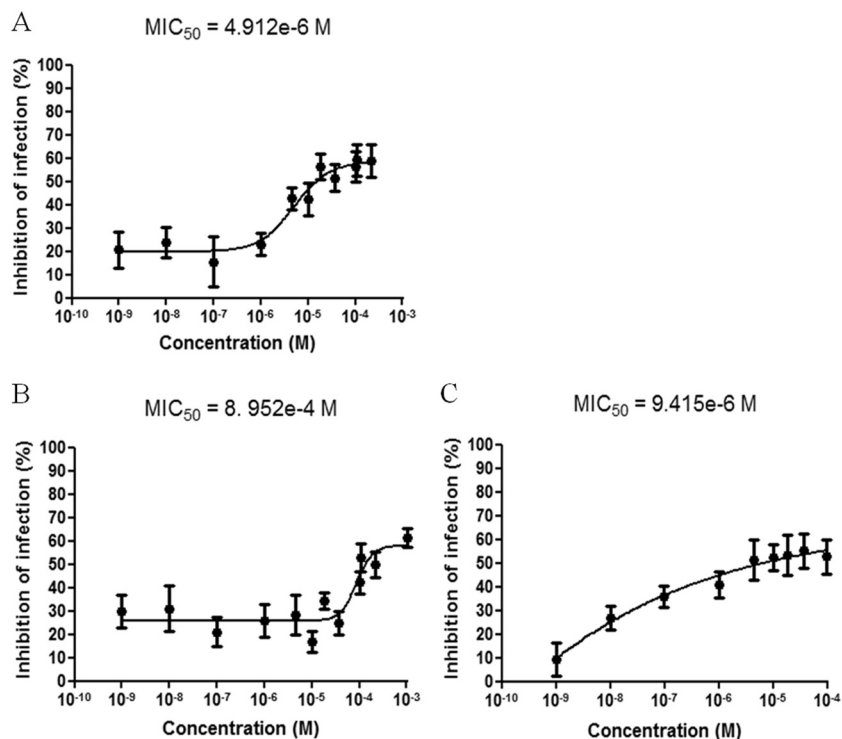 A
MIC50 = 4.912e-6 M
Inhibition of infection (%)
100
90
80
70
60
50
40
30
20
10
0
10-10 10-9 10-8 10-7 10-6 10-5 10-4 10-3
Concentration (M)
B
MIC50 = 8. 952e-4 M
Inhibition of infection (%)
100
90
80
70
60
50
40
30
20
10
0
10-10 10-9 10-8 10-7 10-6 10-5 10-4 10-3
Concentration (M)
C
MIC50 = 9.415e-6 M
Inhibition of infection (%)
100
90
80
70
60
50
40
30
20
10
0
10-10 10-9 10-8 10-7 10-6 10-5 10-4
Concentration (M)